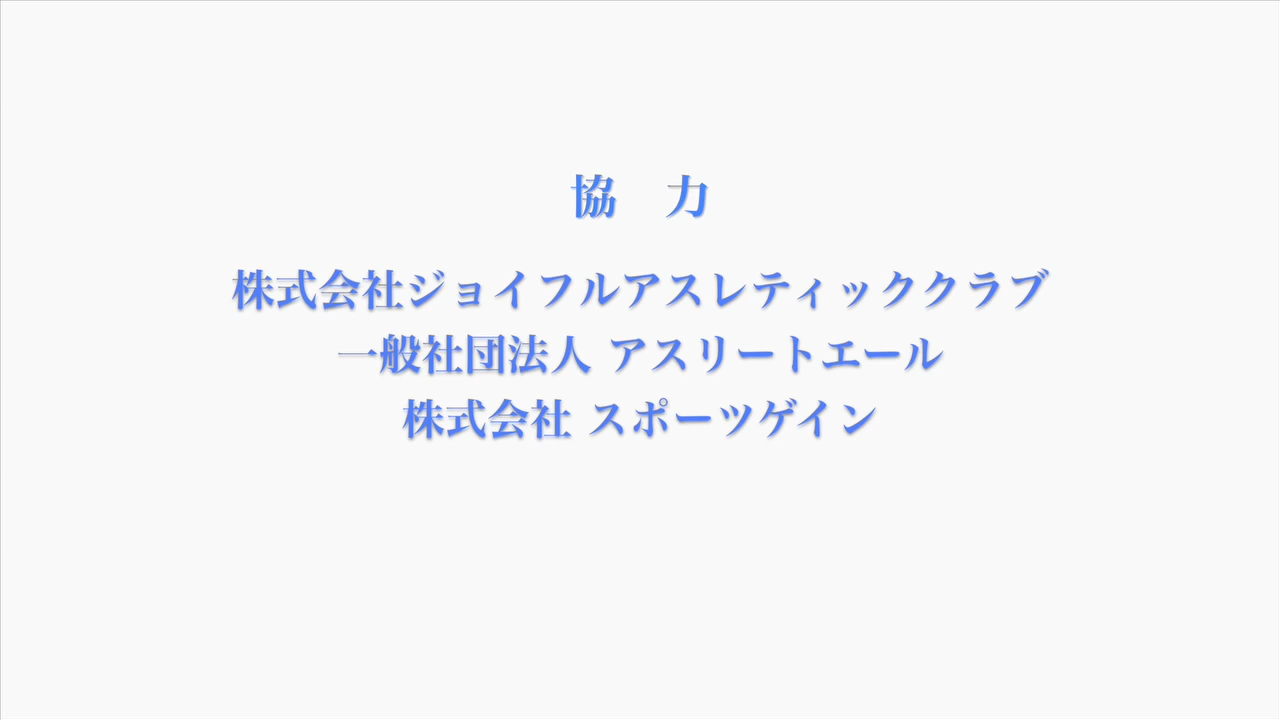 協　力
株式会社ジョイフルアスレティッククラブ
一般社団法人 アスリートエール
株式会社 スポーツゲイン